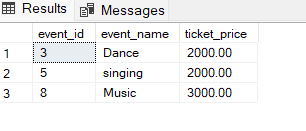 Results Messages
event_id event_name ticket_price
1 3 Dance 2000.00
2 5 singing 2000.00
3 8 Music 3000.00